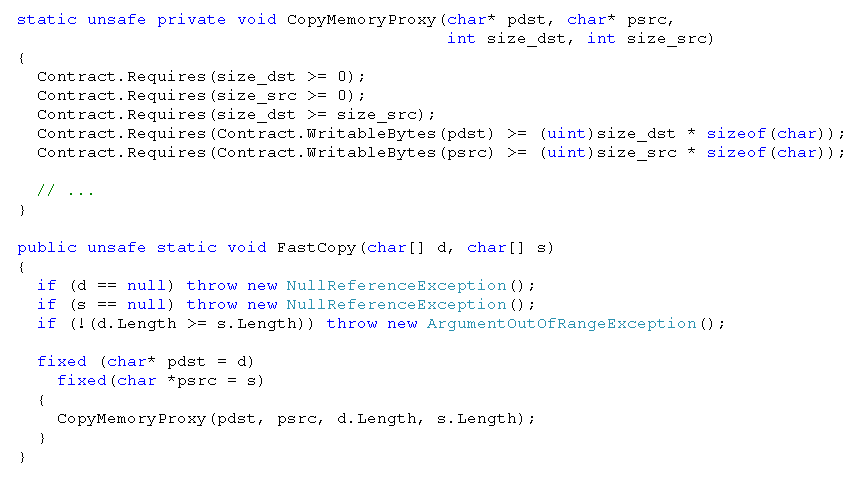 static unsafe private void CopyMemoryProxy(char* pdst, char* psrc,
                                           int size_dst, int size_src)
{
  Contract.Requires(size_dst >= 0);
  Contract.Requires(size_src >= 0);
  Contract.Requires(size_dst >= size_src);
  Contract.Requires(Contract.WritableBytes(pdst) >= (uint)size_dst * sizeof(char));
  Contract.Requires(Contract.WritableBytes(psrc) >= (uint)size_src * sizeof(char));

  // ...
}

public unsafe static void FastCopy(char[] d, char[] s)
{
  if (d == null) throw new NullReferenceException();
  if (s == null) throw new NullReferenceException();
  if (!(d.Length >= s.Length)) throw new ArgumentOutOfRangeException();

  fixed (char* pdst = d)
    fixed(char *psrc = s)
  {
    CopyMemoryProxy(pdst, psrc, d.Length, s.Length);
  }
}